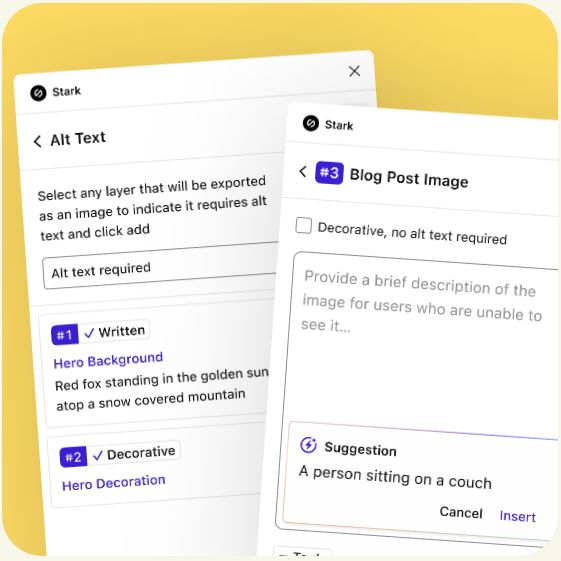 Stark
Alt Text
Select any layer that will be exported
as an image to indicate it requires alt
text and click add
Alt text required
#1 Written
Hero Background
Red fox standing in the golden sun
atop a snow covered mountain
#2 Decorative
Hero Decoration
Stark
#3 Blog Post Image
Decorative, no alt text required
Provide a brief description of the
image for users who are unable to
see it...
Suggestion
A person sitting on a couch
Cancel Insert